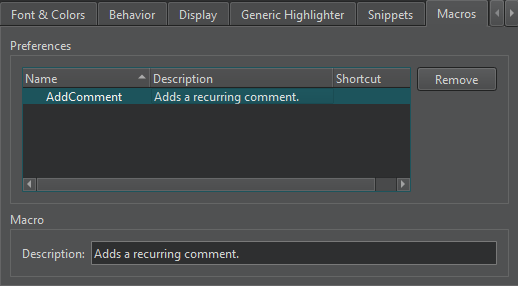 Font & Colors Behavior Display Generic Highlighter Snippets Macros
Preferences
Name Description Shortcut
Remove
AddComment Adds a recurring comment.
Macro
Description: Adds a recurring comment.